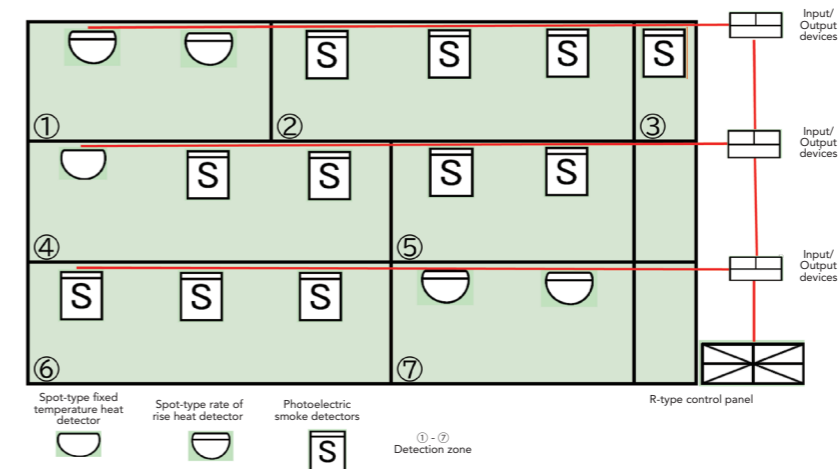 Input/
Output
devices
S
S
S
S
①
②
③
Input/
Output
devices
S
S
S
S
④
⑤
Input/
Output
devices
S
S
S
⑥
⑦
R-type control panel
Spot-type fixed
temperature heat
detector
Spot-type rate of
rise heat detector
Photoelectric
smoke detectors
S
① - ⑦
Detection zone